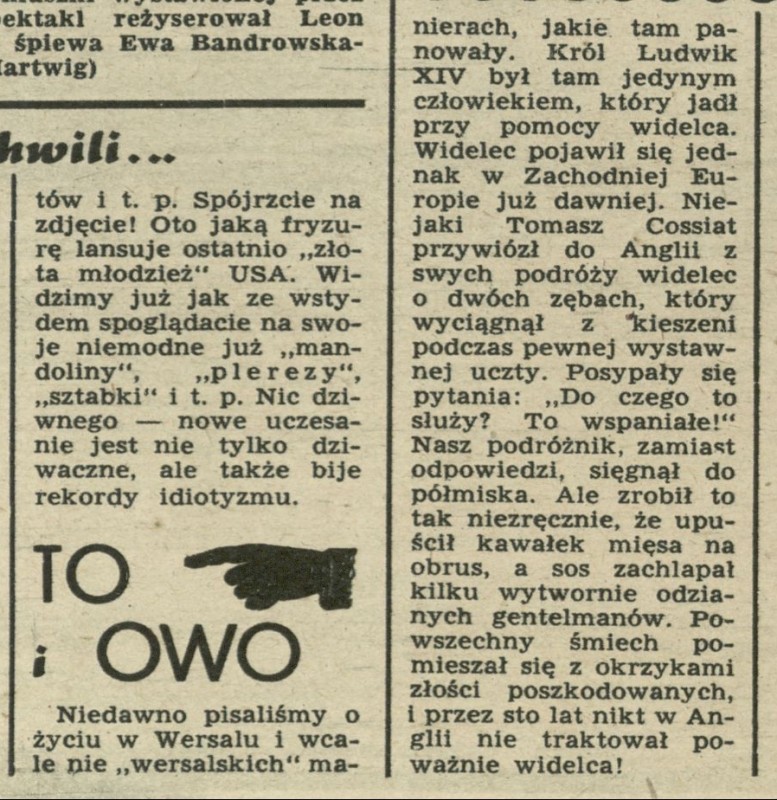 wystawionej przez
spektakl reżyserował Leon
śpiewa Ewa Bandrowska-
Hartwig)
hwili...
tów i t. p. Spójrzcie na
zdjęcie! Oto jaką fryzu-
rę lansuje ostatnio „zło-
ta młodzież" USA. Wi-
dzimy już jak ze wsty-
dem spoglądacie na swo-
je niemodne już „man-
doliny", „plerezy",
„sztabki" i t. p. Nic dzi-
wnego — nowe uczesa-
nie jest nie tylko dzi-
waczne, ale także bije
rekordy idiotyzmu.
TO
i OWO
Niedawno pisaliśmy o
życiu w Wersalu i wca-
le nie „wersalskich" ma-
nierach, jakie tam pa-
nowały. Król Ludwik
XIV był tam jedynym
człowiekiem, który jadł
przy pomocy widelca.
Widelec pojawił się jed-
nak w Zachodniej Eu-
ropie już dawniej. Nie-
jaki Tomasz Cossiat
przywiózł do Anglii z
swych podróży widelec
o dwóch zębach, który
wyciągnął z kieszeni
podczas pewnej wystaw-
nej uczty. Posypały się
pytania: „Do czego to
służy? To wspaniałe!"
Nasz podróżnik, zamiast
odpowiedzi, sięgnął do
półmiska. Ale zrobił to
tak niezręcznie, że upu-
ścił kawałek mięsa na
obrus, a sos zachlapał
kilku wytwornie odzia-
nych gentelmanów. Po-
wszechny śmiech po-
mieszał się z okrzykami
złości poszkodowanych,
i przez sto lat nikt w An-
glii nie traktował po-
ważnie widelca!